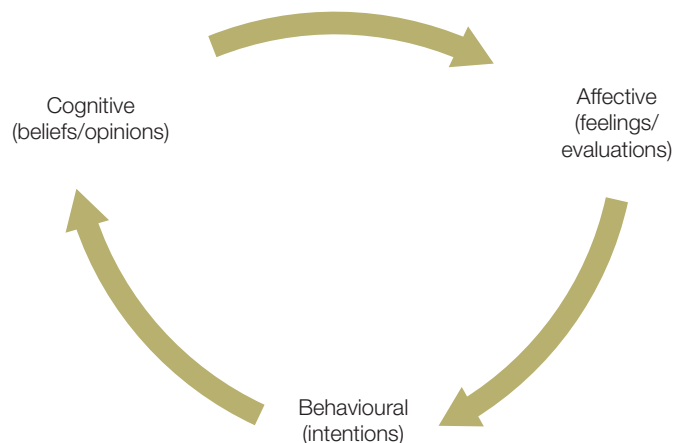 Cognitive
(beliefs/opinions)
Affective
(feelings/
evaluations)
Behavioural
(intentions)